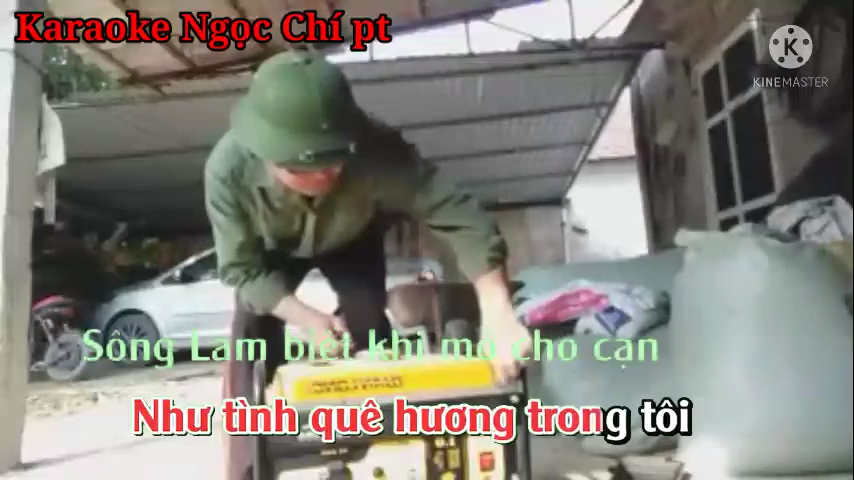 Karaoke Ngọc Chí pt
KINEMASTER
Sông Lam biết khi mô cho cạn
Như tình quê hương trong tôi